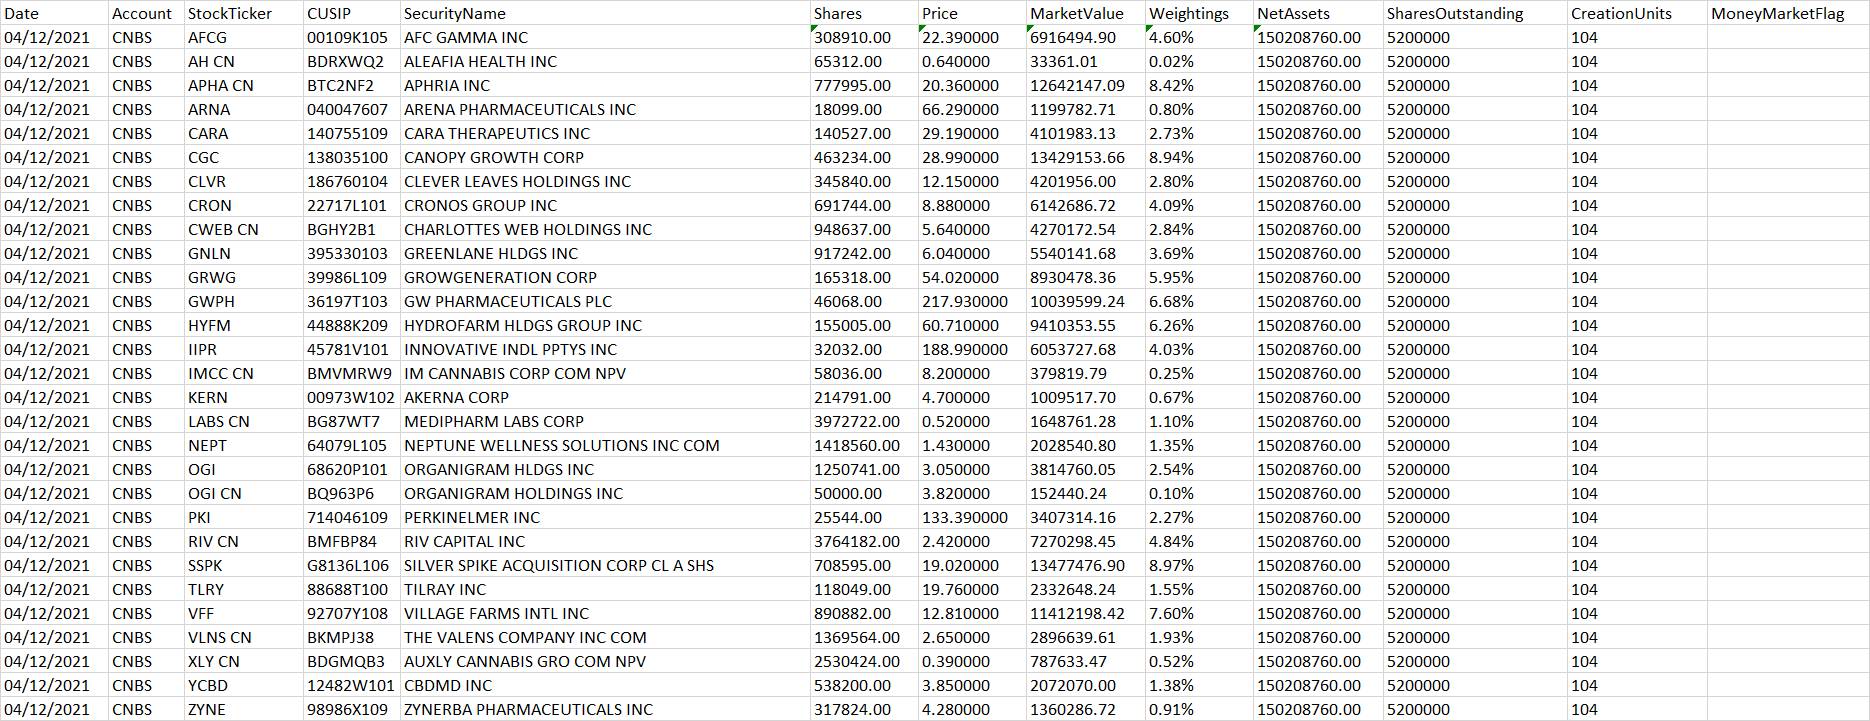 Date Account StockTicker CUSIP SecurityName Shares Price MarketValue Weightings NetAssets SharesOutstanding CreationUnits MoneyMarketFlag
04/12/2021 CNBS AFCG 00109K105 AFC GAMMA INC 308910.00 22.390000 6916494.90 4.60% 150208760.00 5200000 104
04/12/2021 CNBS AH CN BDRXWQ2 ALEAFIA HEALTH INC 65312.00 0.640000 33361.01 0.02% 150208760.00 5200000 104
04/12/2021 CNBS APHA CN BTC2NF2 APHRIA INC 777995.00 20.360000 12642147.09 8.42% 150208760.00 5200000 104
04/12/2021 CNBS ARNA 040047607 ARENA PHARMACEUTICALS INC 18099.00 66.290000 1199782.71 0.80% 150208760.00 5200000 104
04/12/2021 CNBS CARA 140755109 CARA THERAPEUTICS INC 140527.00 29.190000 4101983.13 2.73% 150208760.00 5200000 104
04/12/2021 CNBS CGC 138035100 CANOPY GROWTH CORP 463234.00 28.990000 13429153.66 8.94% 150208760.00 5200000 104
04/12/2021 CNBS CLVR 186760104 CLEVER LEAVES HOLDINGS INC 345840.00 12.150000 4201956.00 2.80% 150208760.00 5200000 104
04/12/2021 CNBS CRON 22717L101 CRONOS GROUP INC 691744.00 8.880000 6142686.72 4.09% 150208760.00 5200000 104
04/12/2021 CNBS CWEB CN BGHY2B1 CHARLOTTES WEB HOLDINGS INC 948637.00 5.640000 4270172.54 2.84% 150208760.00 5200000 104
04/12/2021 CNBS GNLN 395330103 GREENLANE HLDGS INC 917242.00 6.040000 5540141.68 3.69% 150208760.00 5200000 104
04/12/2021 CNBS GRWG 39986L109 GROWGENERATION CORP 165318.00 54.020000 8930478.36 5.95% 150208760.00 5200000 104
04/12/2021 CNBS GWPH 36197T103 GW PHARMACEUTICALS PLC 46068.00 217.930000 10039599.24 6.68% 150208760.00 5200000 104
04/12/2021 CNBS HYFM 44888K209 HYDROFARM HLDGS GROUP INC 155005.00 60.710000 9410353.55 6.26% 150208760.00 5200000 104
04/12/2021 CNBS IIPR 45781V101 INNOVATIVE INDL PPTYS INC 32032.00 188.990000 6053727.68 4.03% 150208760.00 5200000 104
04/12/2021 CNBS IMCC CN BMVMRW9 IM CANNABIS CORP COM NPV 58036.00 8.200000 379819.79 0.25% 150208760.00 5200000 104
04/12/2021 CNBS KERN 00973W102 AKERNA CORP 214791.00 4.700000 1009517.70 0.67% 150208760.00 5200000 104
04/12/2021 CNBS LABS CN BG87WT7 MEDIPHARM LABS CORP 3972722.00 0.520000 1648761.28 1.10% 150208760.00 5200000 104
04/12/2021 CNBS NEPT 64079L105 NEPTUNE WELLNESS SOLUTIONS INC COM 1418560.00 1.430000 2028540.80 1.35% 150208760.00 5200000 104
04/12/2021 CNBS OGI 68620P101 ORGANIGRAM HLDGS INC 1250741.00 3.050000 3814760.05 2.54% 150208760.00 5200000 104
04/12/2021 CNBS OGI CN BQ963P6 ORGANIGRAM HOLDINGS INC 50000.00 3.820000 152440.24 0.10% 150208760.00 5200000 104
04/12/2021 CNBS PKI 714046109 PERKINELMER INC 25544.00 133.390000 3407314.16 2.27% 150208760.00 5200000 104
04/12/2021 CNBS RIV CN BMFBP84 RIV CAPITAL INC 3764182.00 2.420000 7270298.45 4.84% 150208760.00 5200000 104
04/12/2021 CNBS SSPK G8136L106 SILVER SPIKE ACQUISITION CORP CL A SHS 708595.00 19.020000 13477476.90 8.97% 150208760.00 5200000 104
04/12/2021 CNBS TLRY 88688T100 TILRAY INC 118049.00 19.760000 2332648.24 1.55% 150208760.00 5200000 104
04/12/2021 CNBS VFF 92707Y108 VILLAGE FARMS INTL INC 890882.00 12.810000 11412198.42 7.60% 150208760.00 5200000 104
04/12/2021 CNBS VLNS CN BKMPJ38 THE VALENS COMPANY INC COM 1369564.00 2.650000 2896639.61 1.93% 150208760.00 5200000 104
04/12/2021 CNBS XLY CN BDGMQB3 AUXLY CANNABIS GRO COM NPV 2530424.00 0.390000 787633.47 0.52% 150208760.00 5200000 104
04/12/2021 CNBS YCBD 12482W101 CBDMD INC 538200.00 3.850000 2072070.00 1.38% 150208760.00 5200000 104
04/12/2021 CNBS ZYNE 98986X109 ZYNERBA PHARMACEUTICALS INC 317824.00 4.280000 1360286.72 0.91% 150208760.00 5200000 104